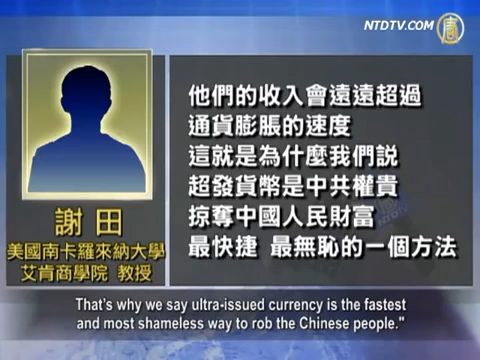 NTDTV.COM
他們的收入會遠遠超過
通貨膨脹的速度
這就是為什麼我們説
超發貨幣是中共權貴
掠奪中國人民財富
最快捷 最無恥的一個方法
謝田
美國南卡羅來納大學
艾肯商學院 教授
That's why we say ultra-issued currency is the fastest
and most shameless way to rob the Chinese people."